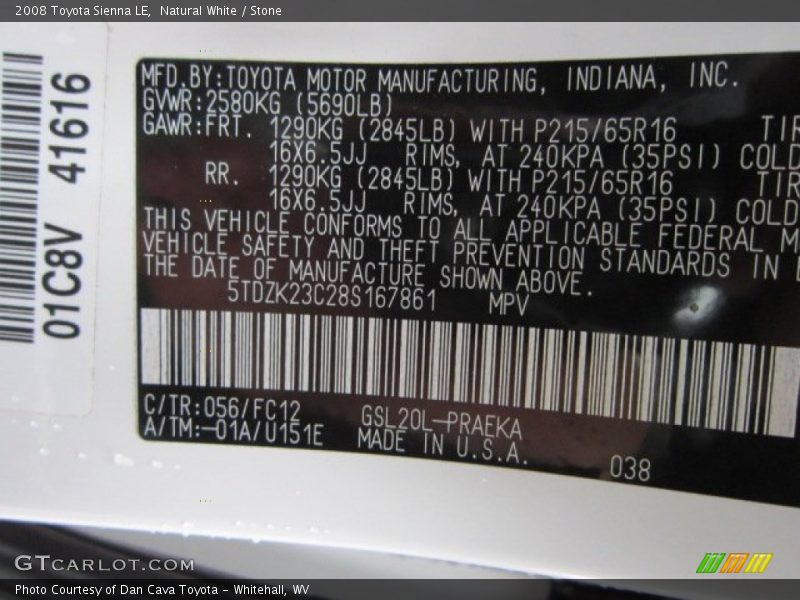 2008 Toyota Sienna LE, Natural White / Stone
01C8V 41616
MFD.BY:TOYOTA MOTOR MANUFACTURING, INDIANA, INC.
GVWR:2580KG (5690LB)
GAWR:FRT. 1290KG (2845LB) WITH P215/65R16 TIR
16X6.5JJ RIMS, AT 240KPA (35PSI) COLD
RR. 1290KG (2845LB) WITH P215/65R16 TIR
16X6.5JJ RIMS, AT 240KPA (35PSI) COLD
THIS VEHICLE CONFORMS TO ALL APPLICABLE FEDERAL M
VEHICLE SAFETY AND THEFT PREVENTION STANDARDS IN
THE DATE OF MANUFACTURE SHOWN ABOVE.
5TDZK23C28S167861 MPV
C/TR:056/FC12 GSL20L-PRAEKA
A/TM:-01A/U151E MADE IN U.S.A.
038
GTCARLOT.COM
Photo Courtesy of Dan Cava Toyota - Whitehall, WV